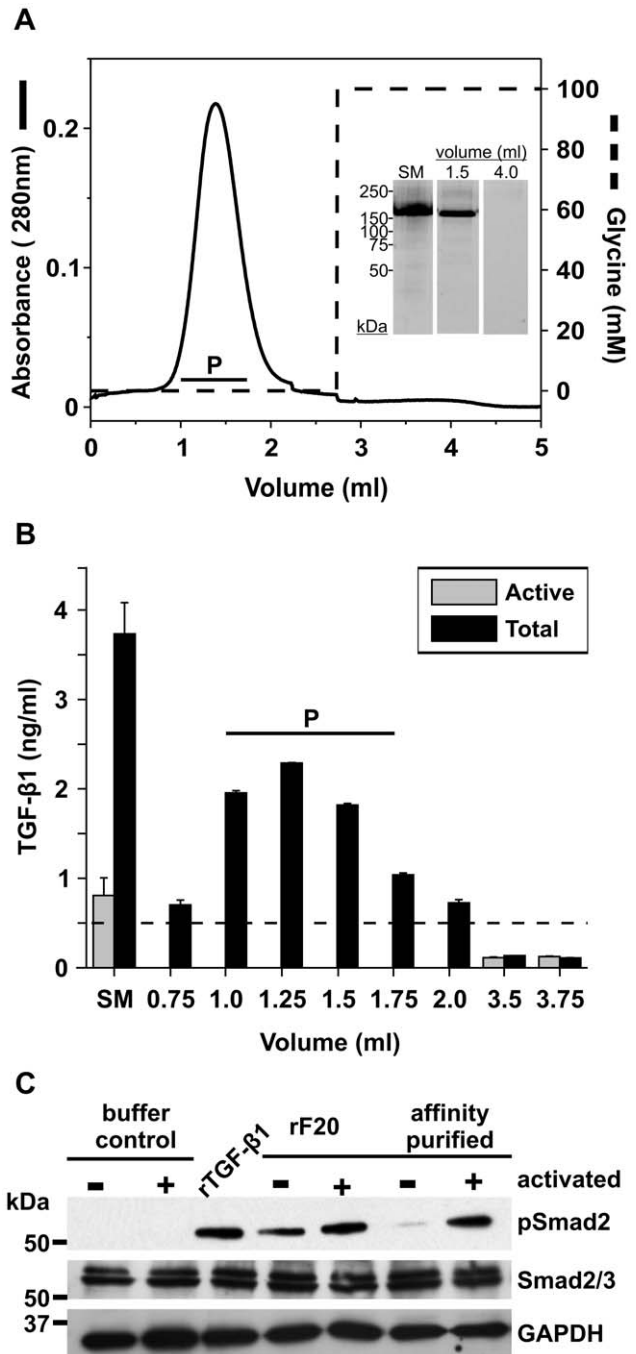 A
Absorbance ( 280nm)
0.2
0.1
0
0 1 2 3 4 5
Volume (ml)
100
80
60
40
20
0
Glycine (mM)
P
volume (ml)
SM 1.5 4.0
250
150
100
75
50
kDa
B
TGF-β1 (ng/ml)
4
3
2
1
0
Active
Total
P
SM 0.75 1.0 1.25 1.5 1.75 2.0 3.5 3.75
Volume (ml)
C
buffer control
rTGF-β1
rF20
affinity purified
- + - + - + activated
kDa
50
pSmad2
50
Smad2/3
37
GAPDH